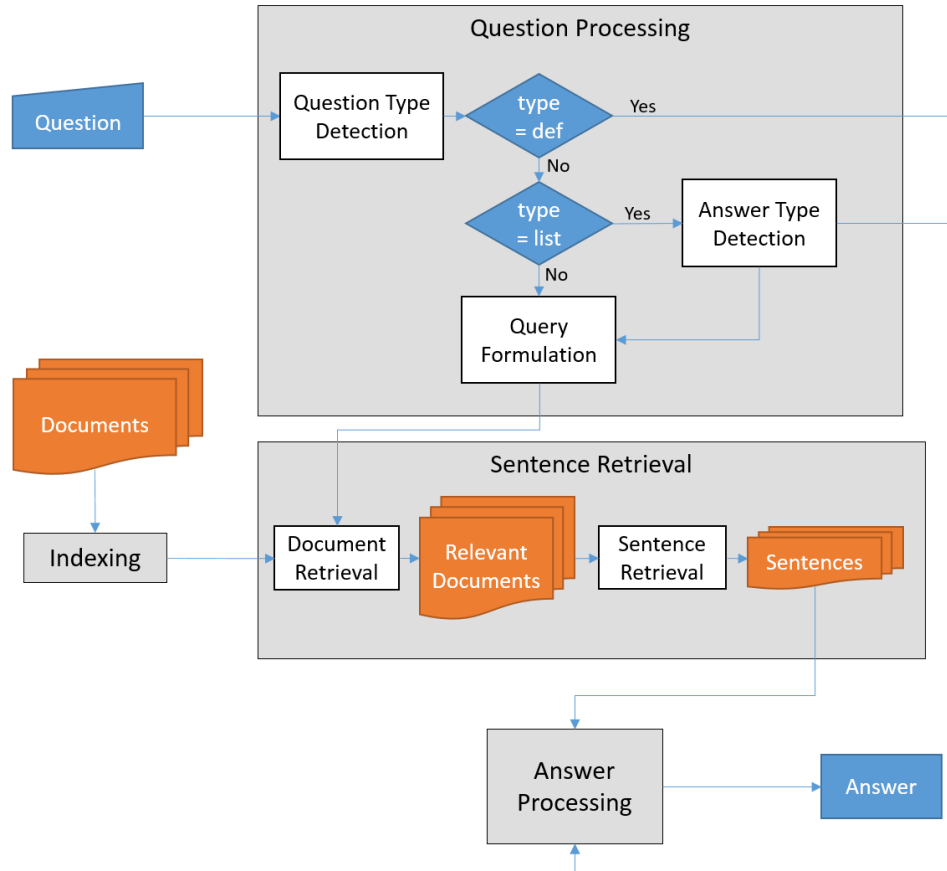 Question Processing
Question
Question Type
Detection
type
= def
Yes
No
type
= list
Yes
Answer Type
Detection
No
Query
Formulation
Documents
Sentence Retrieval
Indexing
Document
Retrieval
Relevant
Documents
Sentence
Retrieval
Sentences
Answer
Processing
Answer